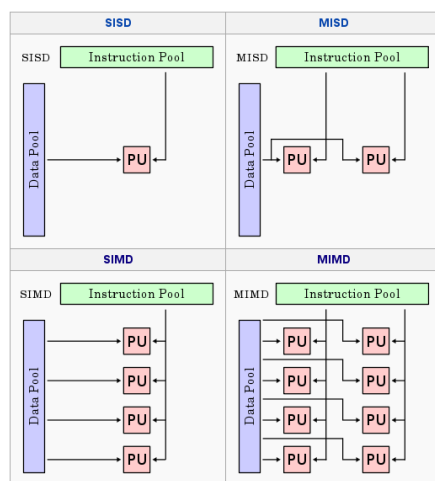 SISD
MISD
SISD
Instruction Pool
Data Pool
PU
MISD
Instruction Pool
Data Pool
PU
PU
SIMD
MIMD
SIMD
Instruction Pool
Data Pool
PU
PU
PU
PU
MIMD
Instruction Pool
Data Pool
PU
PU
PU
PU
PU
PU
PU
PU